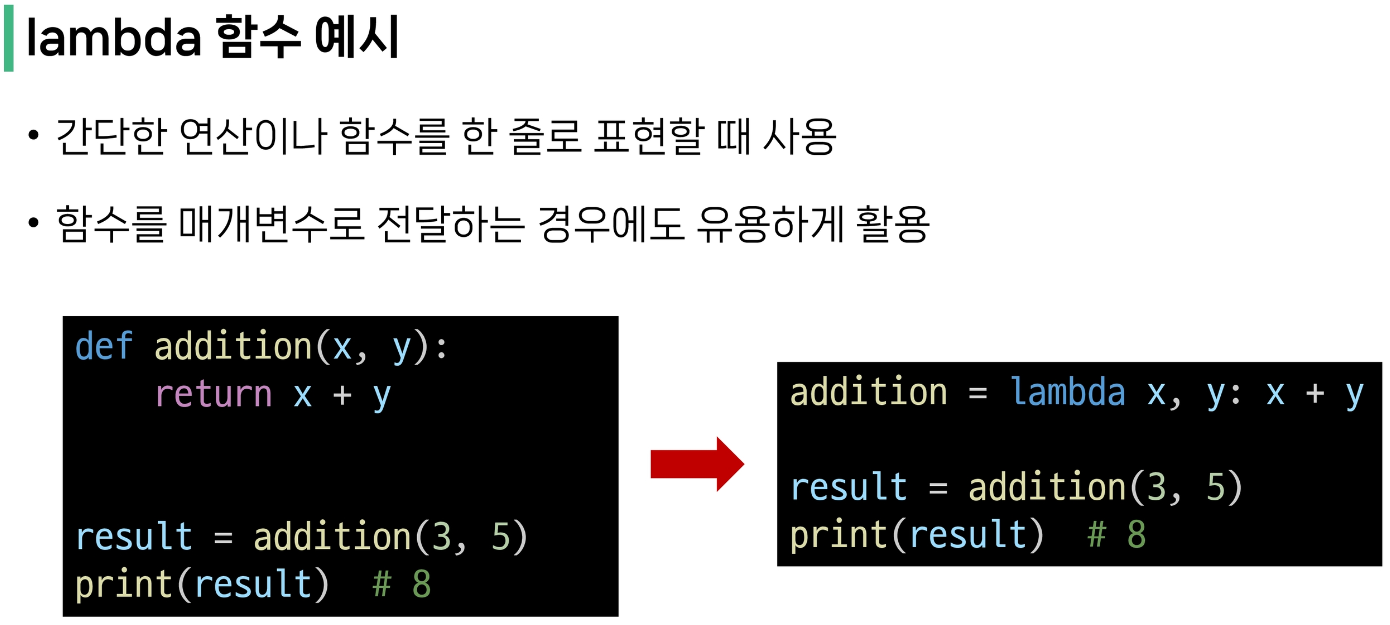 lambda 함수 예시
• 간단한 연산이나 함수를 한 줄로 표현할 때 사용
• 함수를 매개변수로 전달하는 경우에도 유용하게 활용
def addition(x, y):
    return x + y
result = addition(3, 5)
print(result)  # 8
addition = lambda x, y: x + y
result = addition(3, 5)
print(result)  # 8